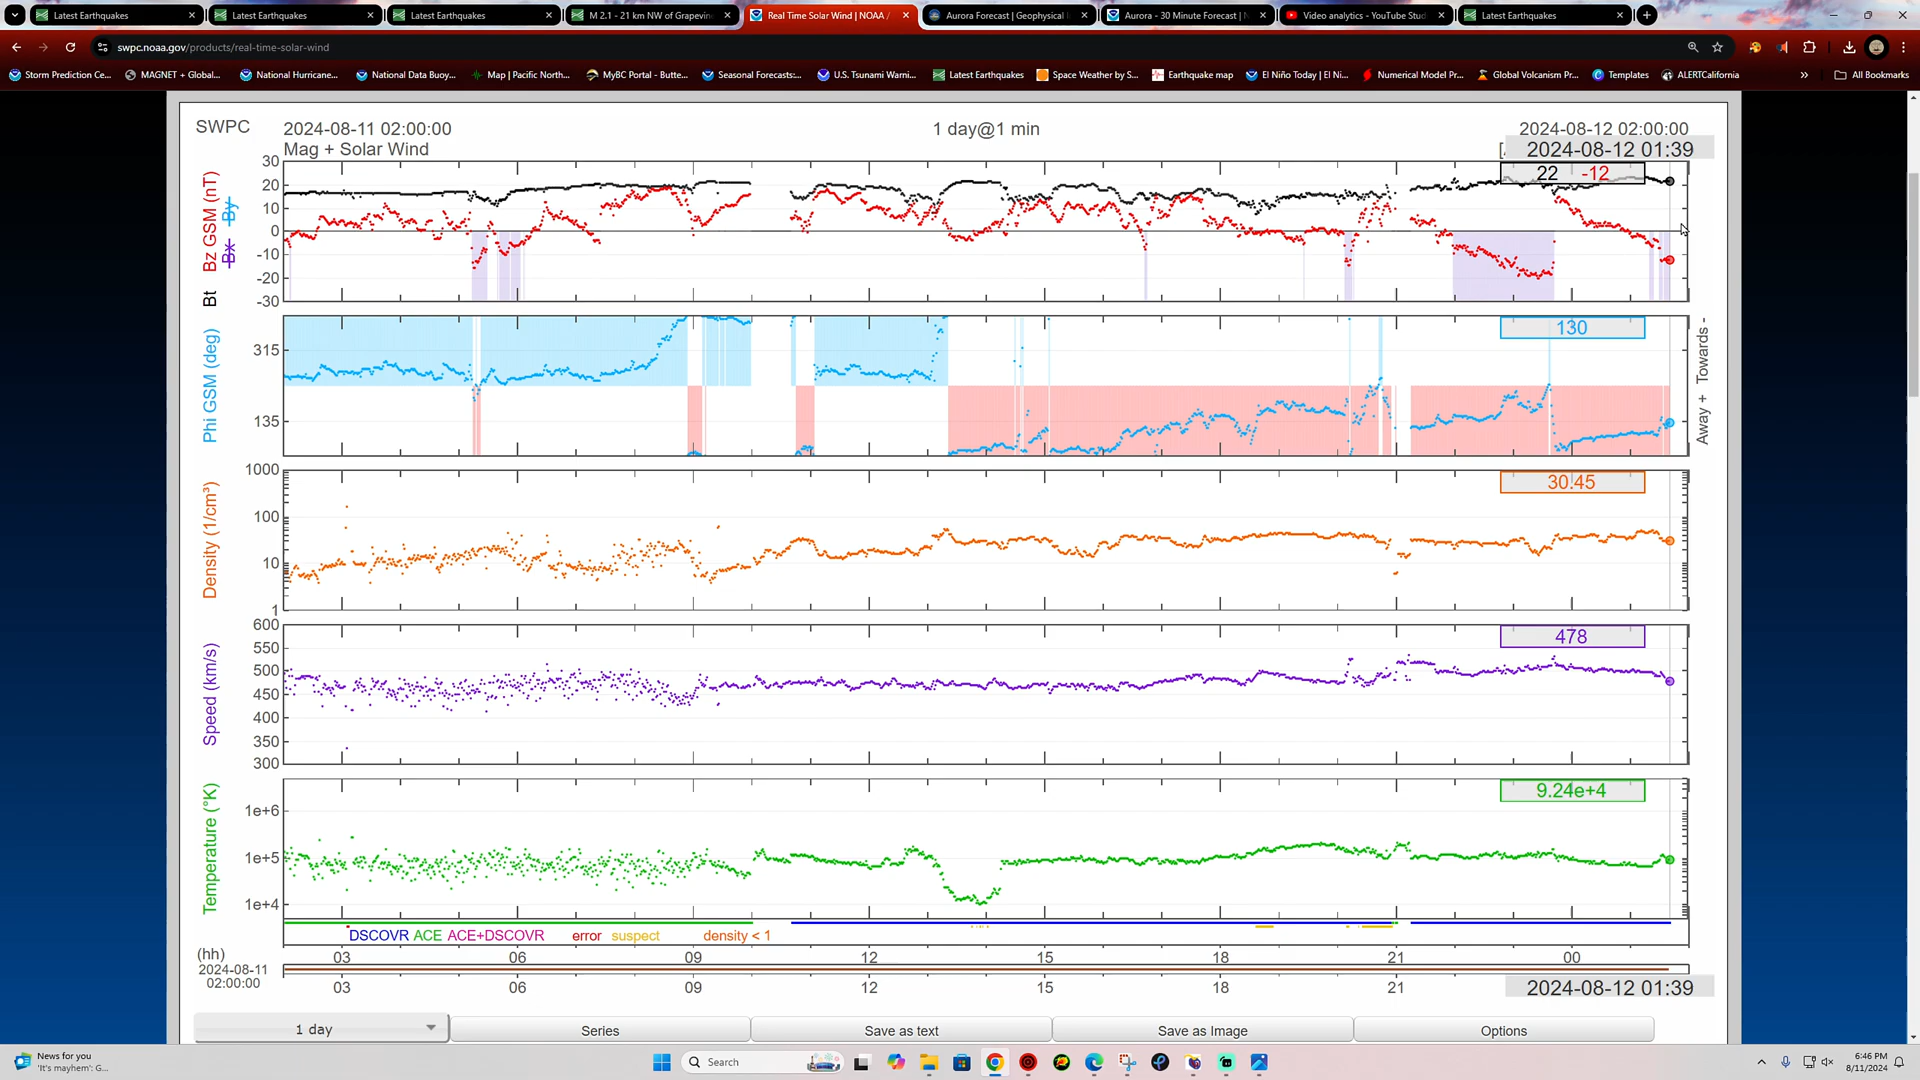 Latest Earthquakes
Latest Earthquakes
Latest Earthquakes
M 2.1 - 21 km NW of Grapevine
Real Time Solar Wind | NOAA /
Aurora Forecast | Geophysical
Aurora - 30 Minute Forecast |
Video analytics - YouTube Stud
Latest Earthquakes
swpc.noaa.gov/products/real-time-solar-wind
Storm Prediction Ce...
MAGNET + Global...
National Hurricane...
National Data Buoy...
Map | Pacific North...
MyBC Portal - Butte...
Seasonal Forecasts:...
U.S. Tsunami Warni...
Latest Earthquakes
Space Weather by S...
Earthquake map
El Niño Today | El Ni...
Numerical Model Pr...
Global Volcanism Pr...
Templates
ALERTCalifornia
»
All Bookmarks
SWPC
2024-08-11 02:00:00
1 day@1 min
2024-08-12 02:00:00
Mag + Solar Wind
2024-08-12 01:39
Bt Bz GSM (nT)
Bx By
30
20
10
0
-10
-20
-30
22 -12
Phi GSM (deg)
315
135
130
Away + Towards -
Density (1/cm³)
1000
100
10
1
30.45
Speed (km/s)
600
550
500
450
400
350
300
478
Temperature (°K)
1e+6
1e+5
1e+4
9.24e+4
DSCOVR ACE ACE+DSCOVR error suspect density < 1
(hh)
03 06 09 12 15 18 21 00
2024-08-11
02:00:00
03 06 09 12 15 18 21
2024-08-12 01:39
1 day
Series
Save as text
Save as Image
Options
News for you
'It's mayhem': G...
Search
6:46 PM
8/11/2024